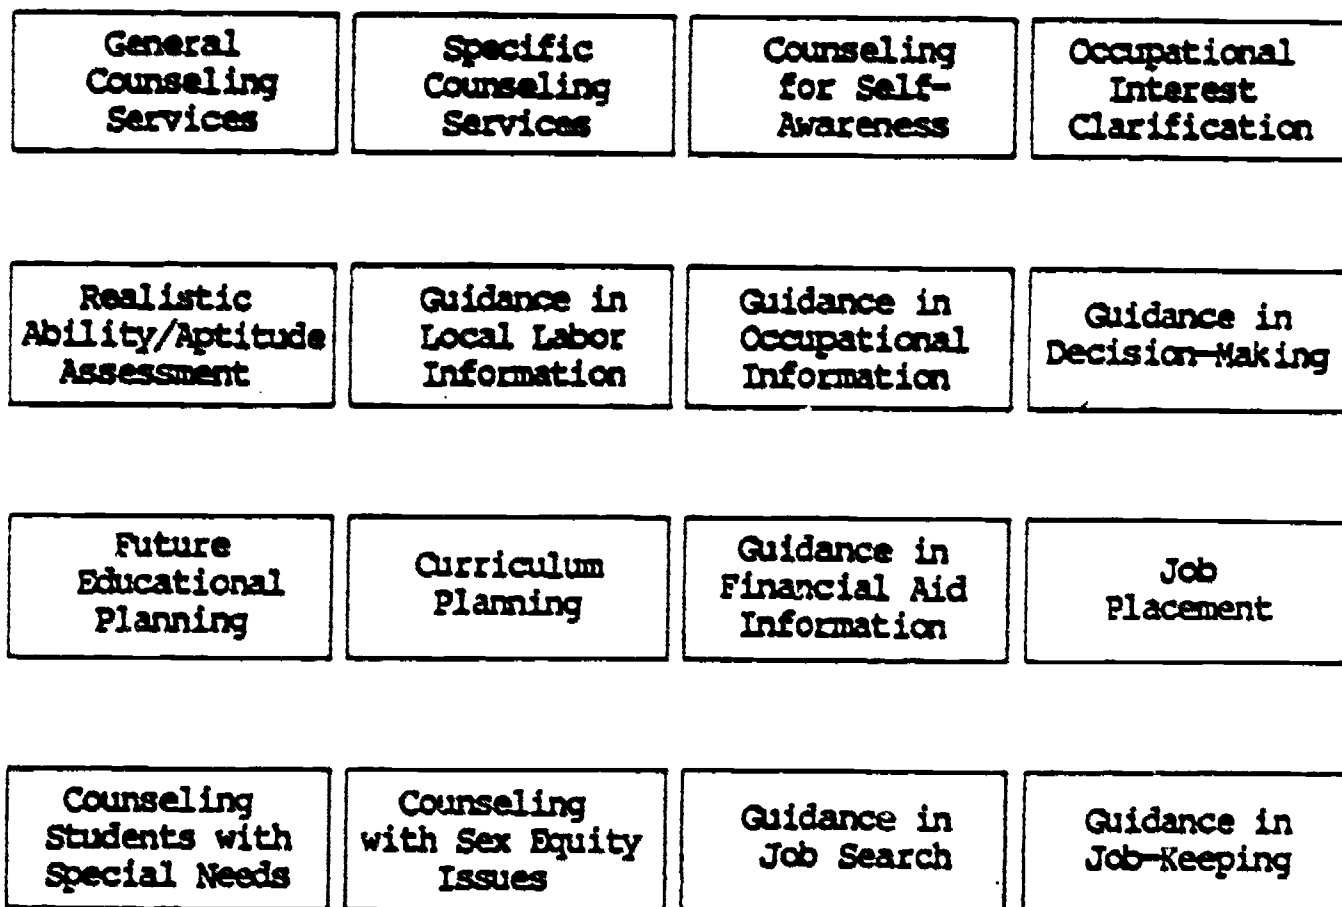 General
Counseling
Services
Specific
Counseling
Services
Counseling
for Self-
Awareness
Occupational
Interest
Clarification
Realistic
Ability/Aptitude
Assessment
Guidance in
Local Labor
Information
Guidance in
Occupational
Information
Guidance in
Decision-Making
Future
Educational
Planning
Curriculum
Planning
Guidance in
Financial Aid
Information
Job
Placement
Counseling
Students with
Special Needs
Counseling
with Sex Equity
Issues
Guidance in
Job Search
Guidance in
Job-Keeping